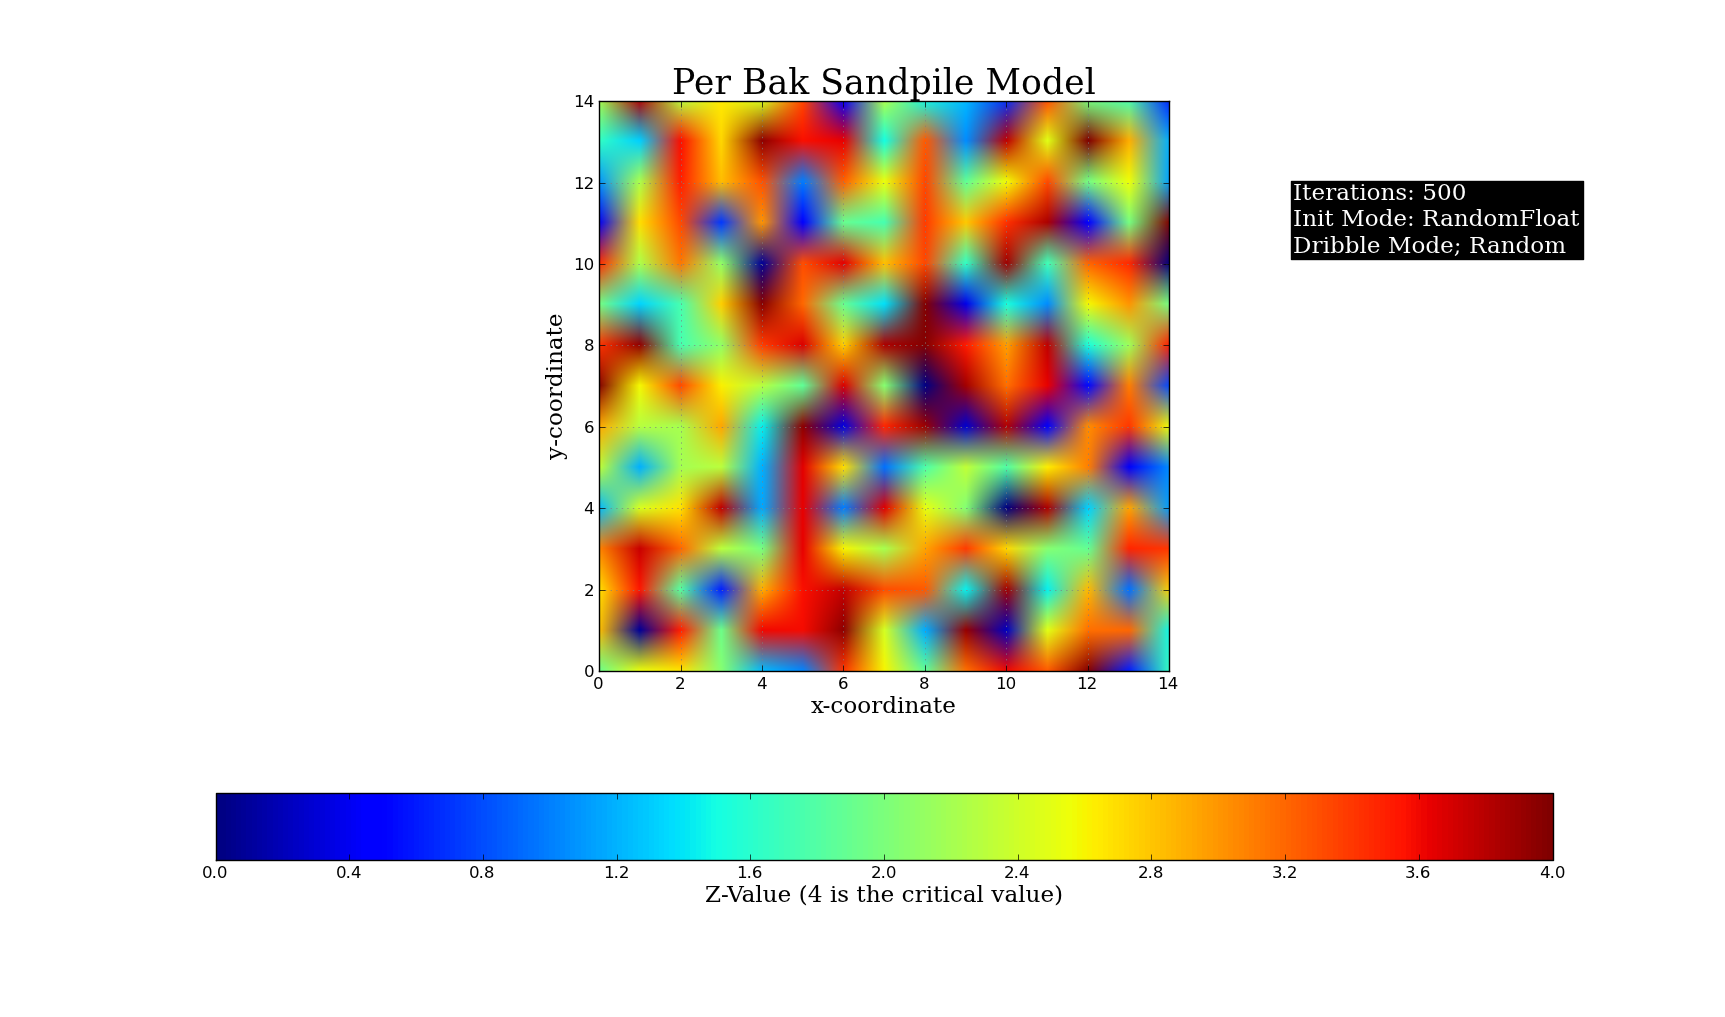 Per Bak Sandpile Model
14
12
10
8
6
4
2
0
y-coordinate
0 2 4 6 8 10 12 14
x-coordinate
Iterations: 500
Init Mode: RandomFloat
Dribble Mode; Random
0.0 0.4 0.8 1.2 1.6 2.0 2.4 2.8 3.2 3.6 4.0
Z-Value (4 is the critical value)